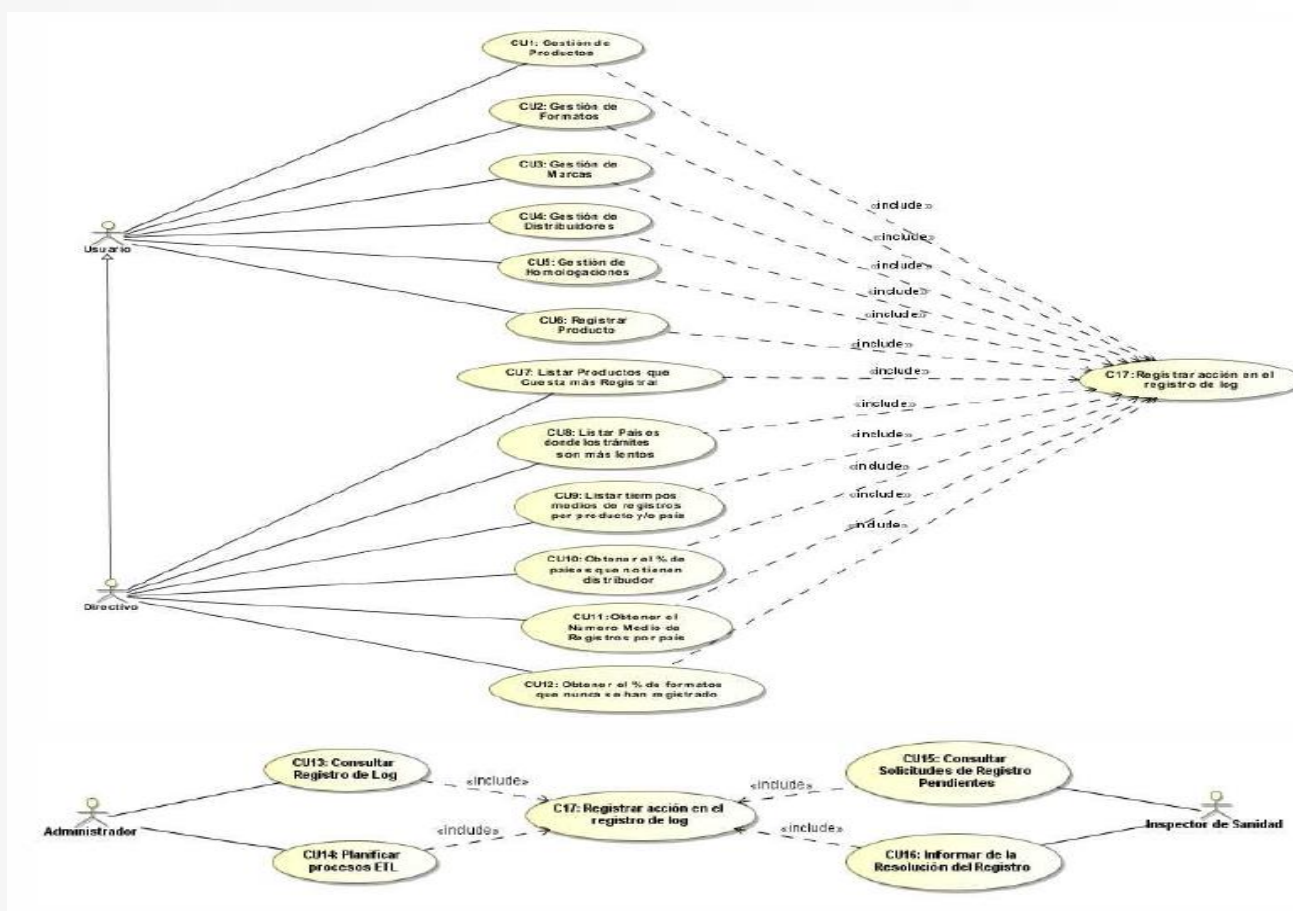 CU1: Gestión de
Productos
CU2: Gestión de
Formatos
CU3: Gestión de
Marcas
CU4: Gestión de
Distribuidores
CU5: Gestión de
Homologaciones
CU6: Registrar
Producto
CU7: Listar Productos que
Cuesta más Registrar
CU8: Listar Países
donde los trámites
son más lentos
CU9: Listar tiempos
medios de registros
por producto y/o país
CU10: Obtener el % de
países que no tienen
distribudor
CU11: Obtener el
Número Medio de
Registros por país
CU12: Obtener el % de formatos
que nunca se han registrado
Usuario
Directivo
«include»
«include»
«include»
«include»
«include»
«include»
«include»
«include»
«include»
«include»
«include»
«include»
C17: Registrar acción en el
registro de log
CU13: Consultar
Registro de Log
«include»
Administrador
«include»
CU14: Planificar
procesos ETL
C17: Registrar acción en el
registro de log
CU15: Consultar
Solicitudes de Registro
Pendientes
«include»
Inspector de Sanidad
«include»
CU16: Informar de la
Resolución del Registro